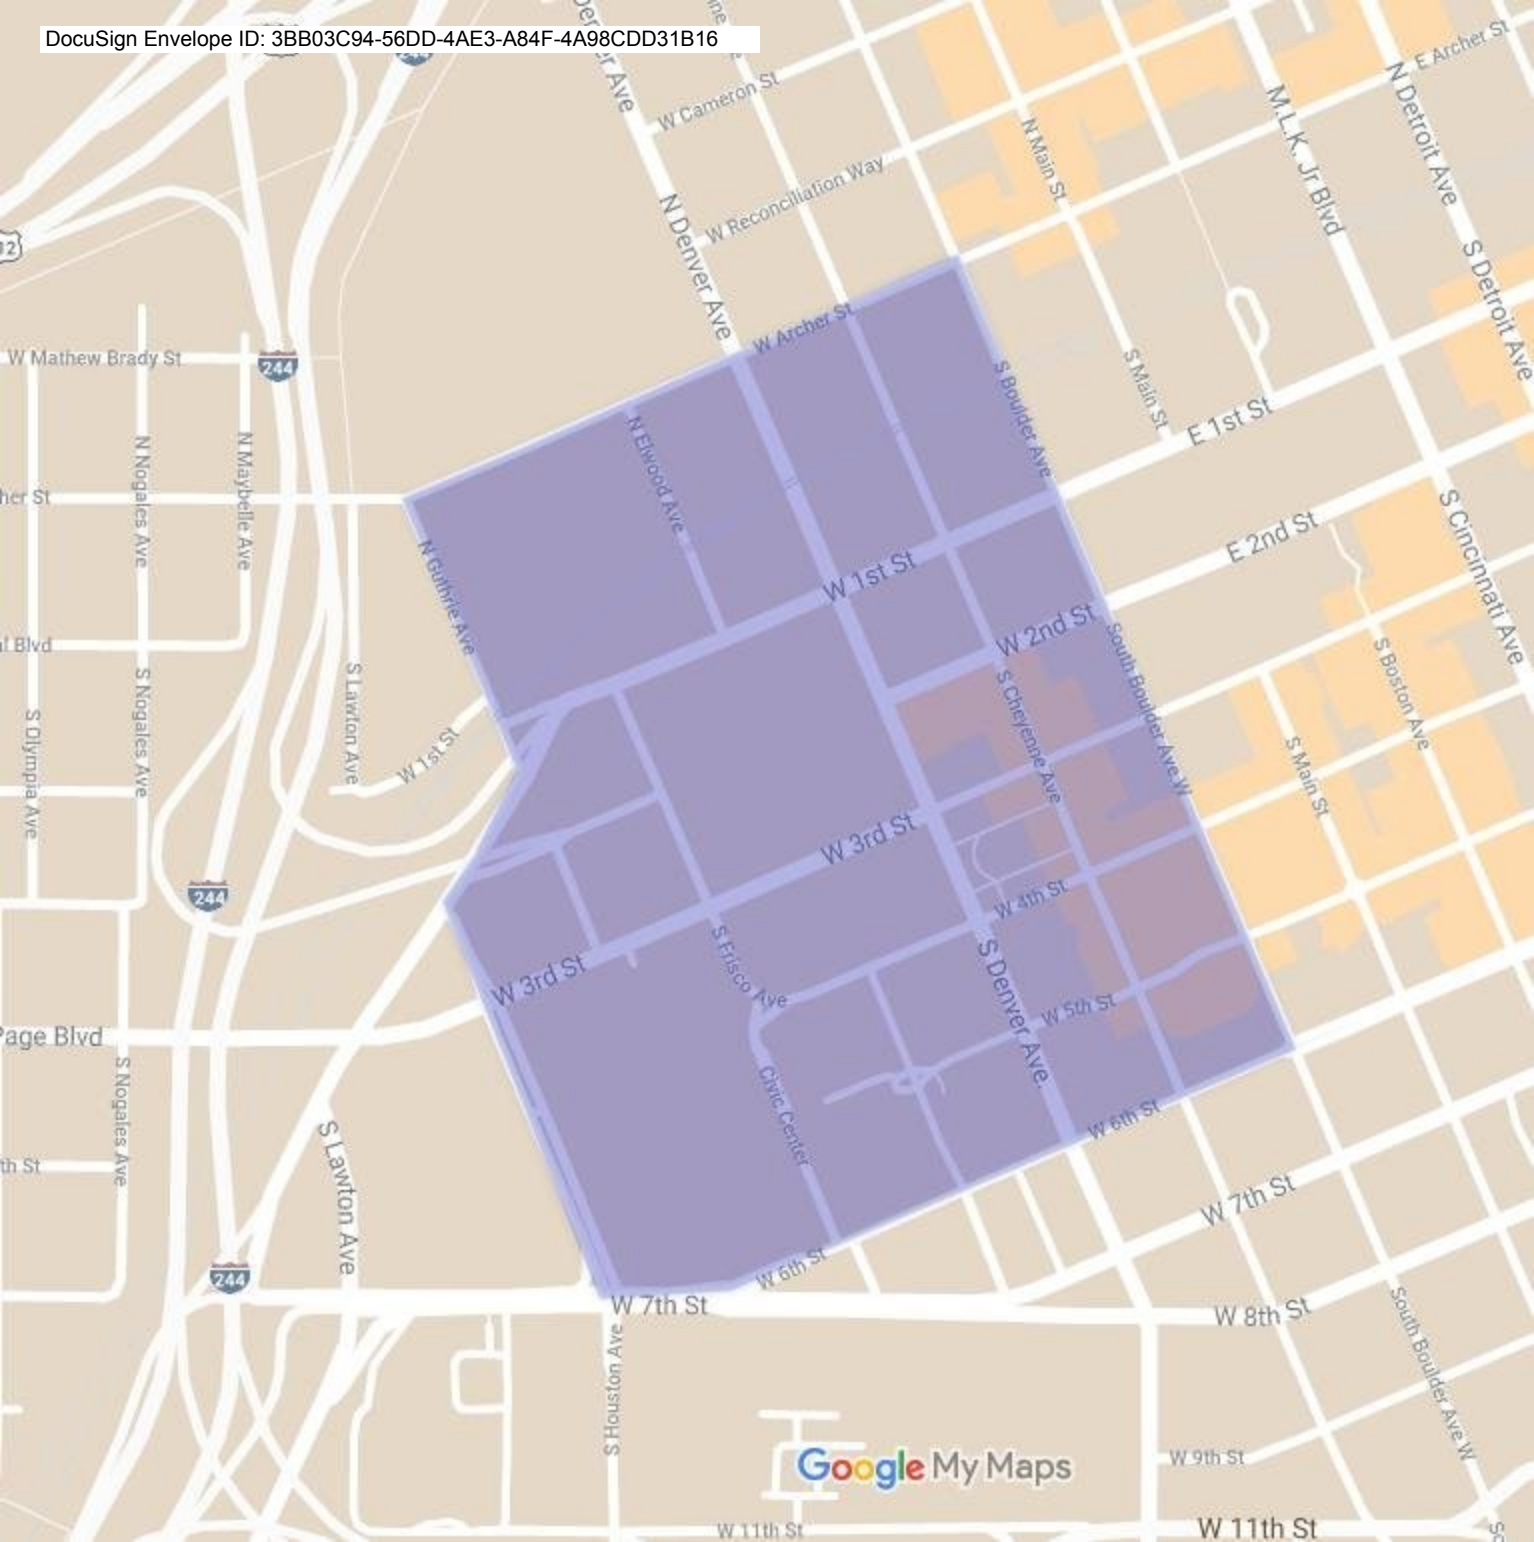 DocuSign Envelope ID: 3BB03C94-56DD-4AE3-A84F-4A98CDD31B16
W Cameron St
E Archer St
N Detroit Ave
M.L.K. Jr Blvd
N Main St
W Reconciliation Way
N Denver Ave
S Detroit Ave
W Archer St
W Mathew Brady St
244
S Boulder Ave
S Main St
E 1st St
N Nogales Ave
N Maybelle Ave
N Elwood Ave
her St
N Guthrie Ave
W 1st St
E 2nd St
S Cincinnati Ave
l Blvd
W 2nd St
South Boulder Ave W
S Boston Ave
S Nogales Ave
S Lawton Ave
S Olympia Ave
W 1st St
S Cheyenne Ave
S Main St
W 3rd St
244
W 4th St
S Frisco Ave
W 3rd St
S Denver Ave.
W 5th St
Page Blvd
S Nogales Ave
Civic Center
W 6th St
th St
S Lawton Ave
W 7th St
244
W 6th St
W 7th St
W 8th St
South Boulder Ave W
S Houston Ave
Google My Maps
W 9th St
W 11th St
W 11th St